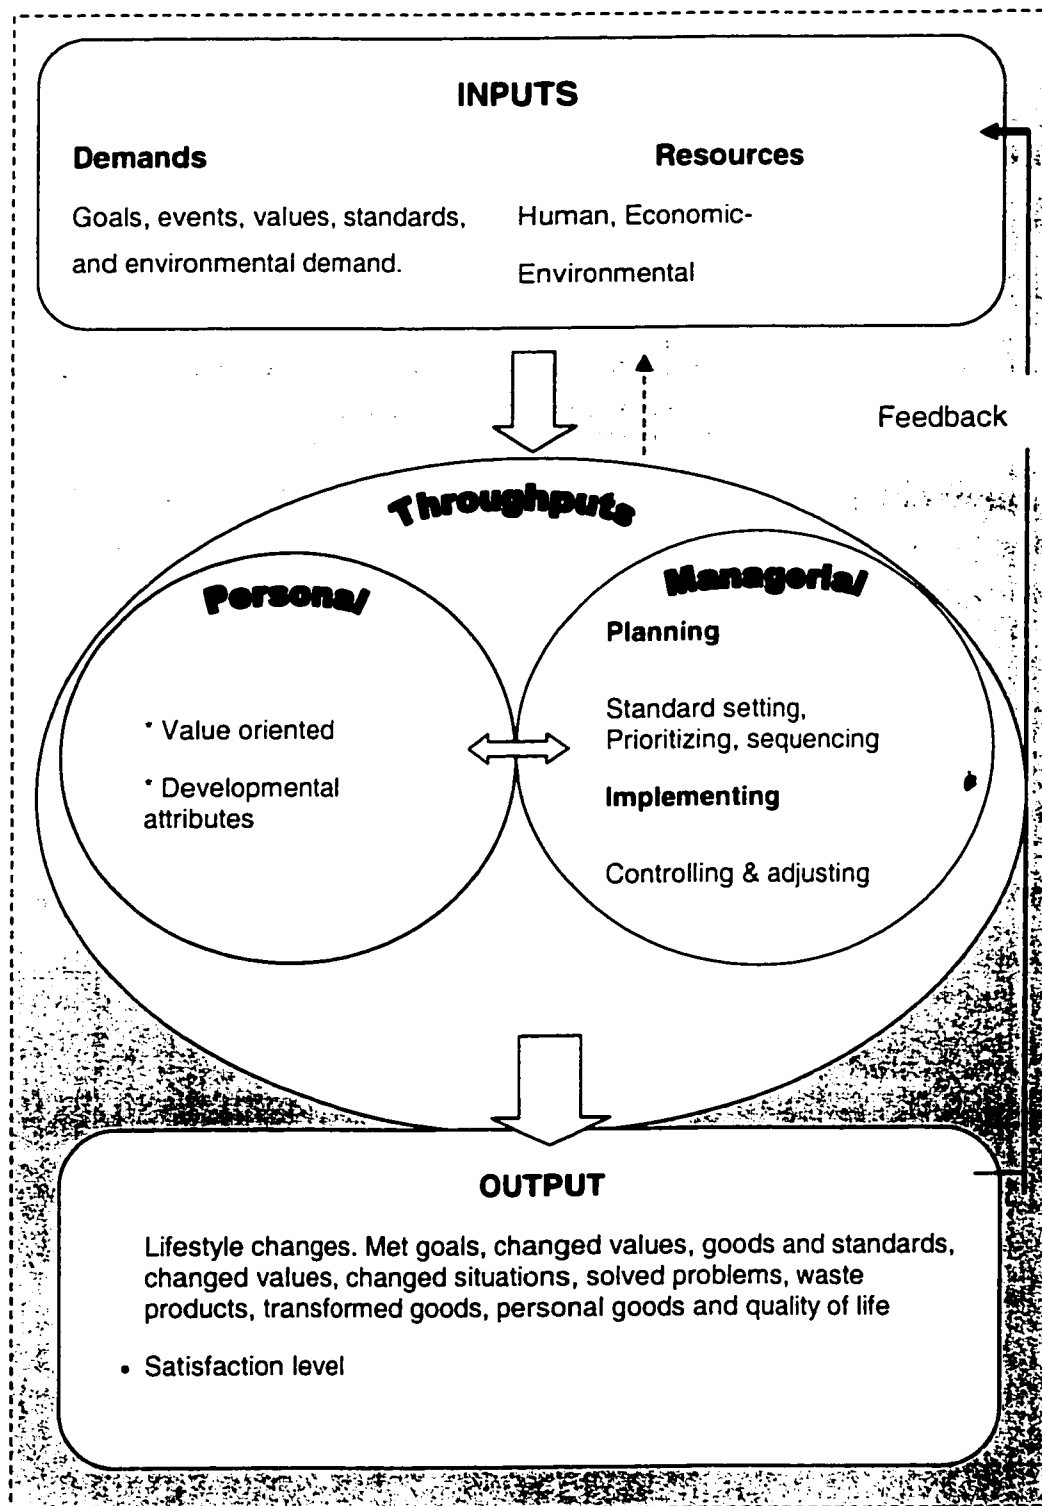 INPUTS
Demands
Goals, events, values, standards,
and environmental demand.
Resources
Human, Economic-
Environmental
Feedback
Throughputs
Personal
* Value oriented
* Developmental
attributes
Managerial
Planning
Standard setting,
Prioritizing, sequencing
Implementing
Controlling & adjusting
OUTPUT
Lifestyle changes. Met goals, changed values, goods and standards,
changed values, changed situations, solved problems, waste
products, transformed goods, personal goods and quality of life
• Satisfaction level